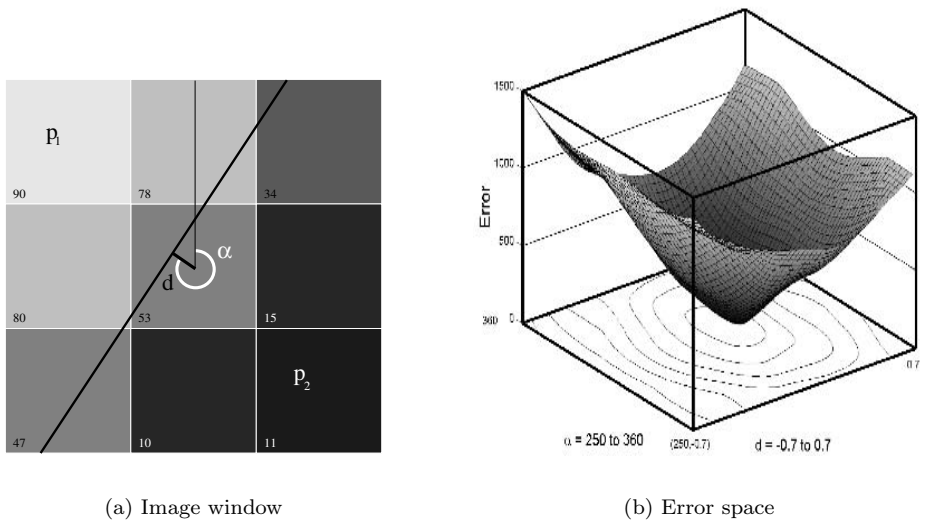 p1
90
78
34
α
d
80
53
15
p2
47
10
11
1500
1000
500
Error
360 0
0.7
α = 250 to 360 (250,-0.7) d = -0.7 to 0.7
(a) Image window
(b) Error space